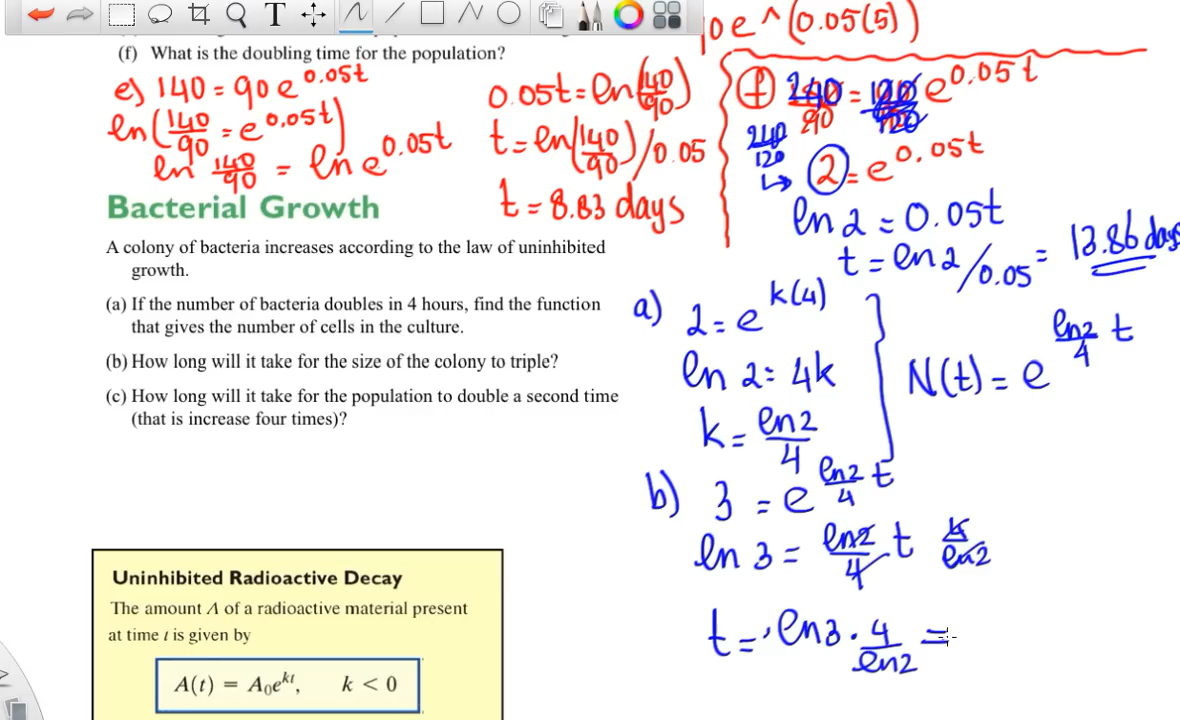 90e^(0.05(5))
(f) What is the doubling time for the population?
e) 140 = 90e^0.05t
ln(140/90 = e^0.05t)
ln 140/90 = ln e^0.05t
0.05t = ln(140/90)
t = ln(140/90)/0.05
t = 8.83 days
f
= e^0.05t
240/120
↳ 2 = e^0.05t
ln 2 = 0.05t
t = ln 2/0.05 = 13.86 days
Bacterial Growth
A colony of bacteria increases according to the law of uninhibited
growth.
(a) If the number of bacteria doubles in 4 hours, find the function
that gives the number of cells in the culture.
(b) How long will it take for the size of the colony to triple?
(c) How long will it take for the population to double a second time
(that is increase four times)?
a) 2 = e^k(4)
ln 2 = 4k
k = ln2/4
N(t) = e^(ln2/4 t)
b) 3 = e^(ln2/4 t)
ln 3 = ln2/4 t 4/ln2
t = ln3 · 4/ln2 =
Uninhibited Radioactive Decay
The amount A of a radioactive material present
at time t is given by
A(t) = A₀e^kt, k < 0